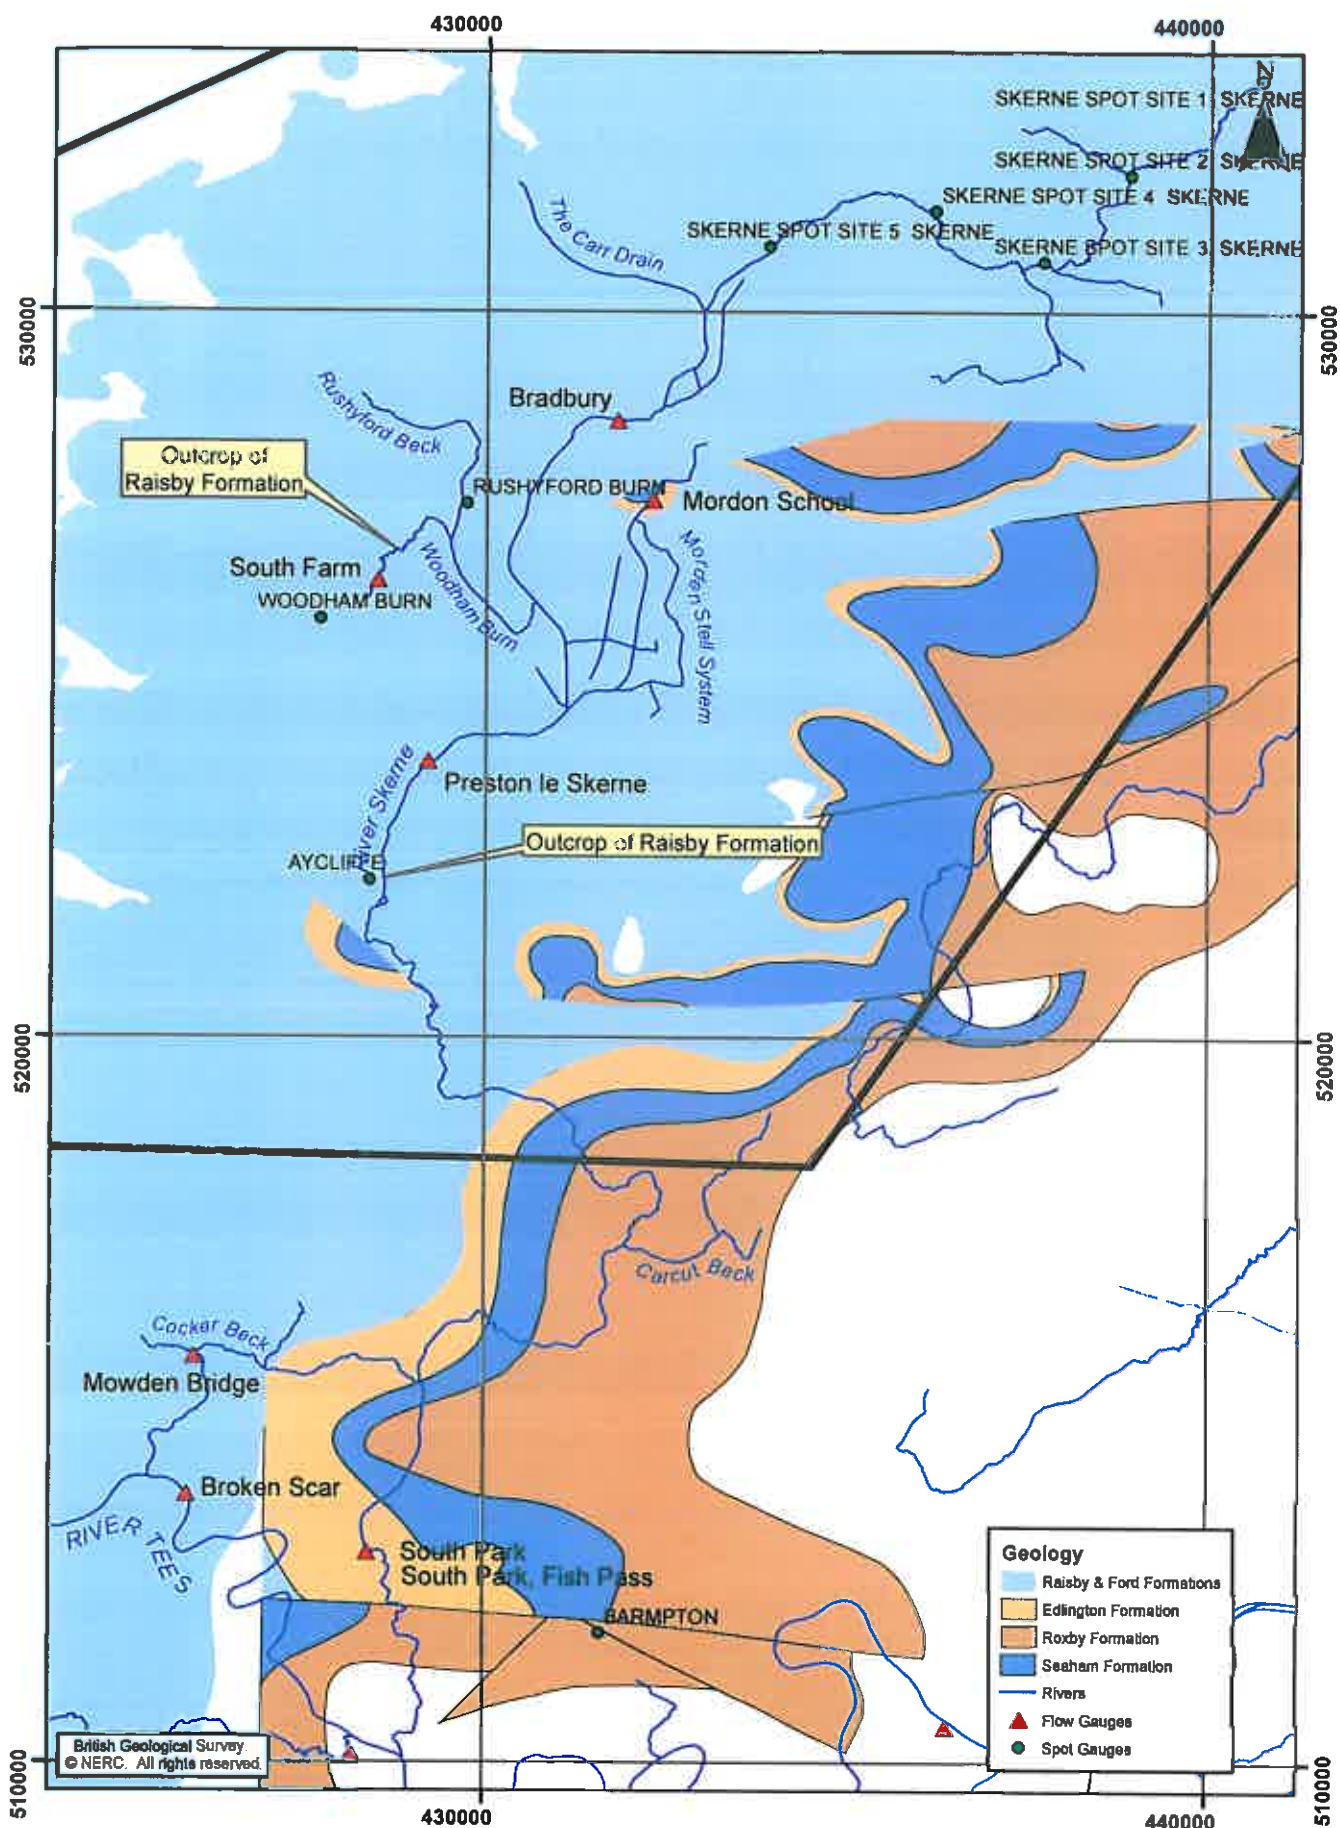 430000
440000
N
SKERNE SPOT SITE 1, SKERNE
SKERNE SPOT SITE 2, SKERNE
SKERNE SPOT SITE 4 SKERNE
SKERNE SPOT SITE 5 SKERNE
SKERNE SPOT SITE 3, SKERNE
The Carr Drain
530000
530000
Rushyford Beck
Bradbury
Outcrop of
Raisby Formation
RUSHYFORD BURN
Mordon School
South Farm
WOODHAM BURN
Woodham Burn
Morden Stell System
River Skerne
Preston le Skerne
Outcrop of Raisby Formation
AYCLIFFE
520000
520000
Carcut Beck
Cocker Beck
Mowden Bridge
Broken Scar
RIVER TEES
South Park
South Park, Fish Pass
BARMPTON
Geology
Raisby & Ford Formations
Edlington Formation
Roxby Formation
Seaham Formation
Rivers
Flow Gauges
Spot Gauges
British Geological Survey.
© NERC. All rights reserved.
510000
510000
430000
440000